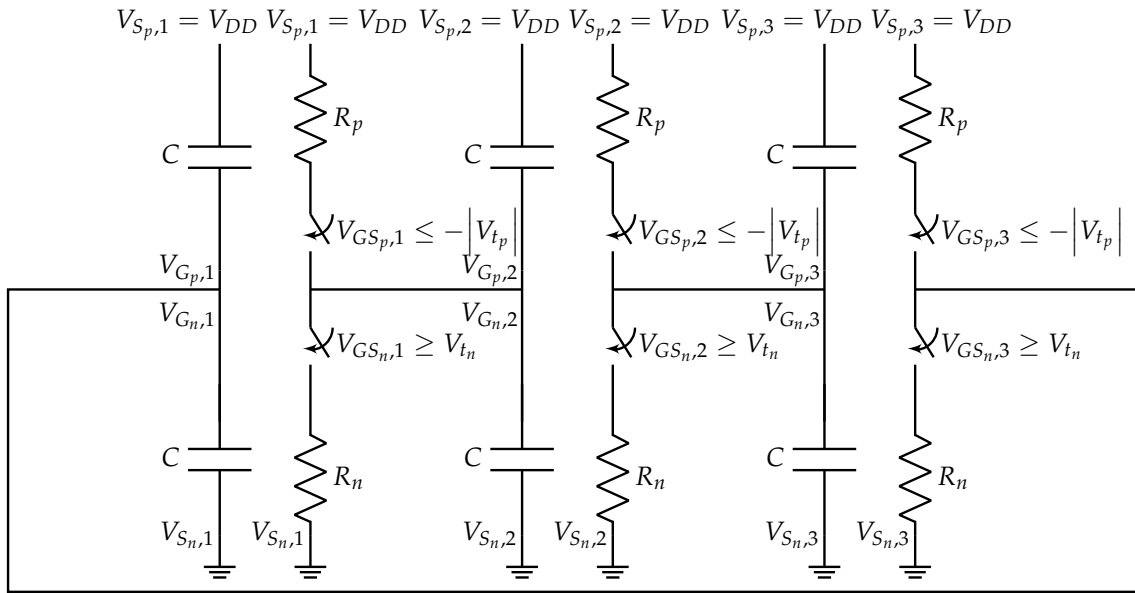 V_{S_p,1} = V_{DD} V_{S_p,1} = V_{DD} V_{S_p,2} = V_{DD} V_{S_p,2} = V_{DD} V_{S_p,3} = V_{DD} V_{S_p,3} = V_{DD}
R_p R_p R_p
C C C
V_{GS_p,1} ≤ -|V_{t_p}| V_{GS_p,2} ≤ -|V_{t_p}| V_{GS_p,3} ≤ -|V_{t_p}|
V_{G_p,1} V_{G_p,2} V_{G_p,3}
V_{G_n,1} V_{G_n,2} V_{G_n,3}
V_{GS_n,1} ≥ V_{t_n} V_{GS_n,2} ≥ V_{t_n} V_{GS_n,3} ≥ V_{t_n}
C C C
R_n R_n R_n
V_{S_n,1} V_{S_n,1} V_{S_n,2} V_{S_n,2} V_{S_n,3} V_{S_n,3}